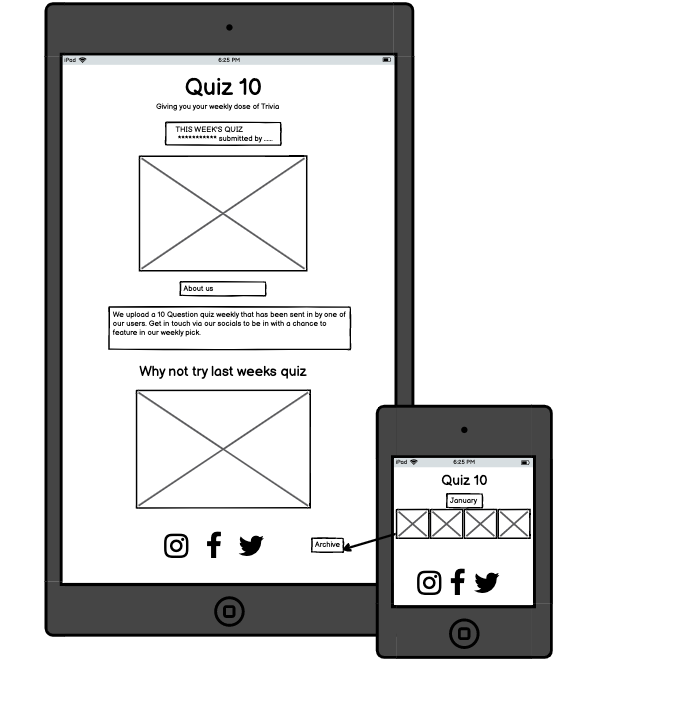 iPad 6:25 PM
Quiz 10
Giving you your weekly dose of Trivia
THIS WEEK'S QUIZ
*********** submitted by .....
About us
We upload a 10 Question quiz weekly that has been sent in by one of
our users. Get in touch via our socials to be in with a chance to
feature in our weekly pick.
Why not try last weeks quiz
Archive
iPad 6:25 PM
Quiz 10
January